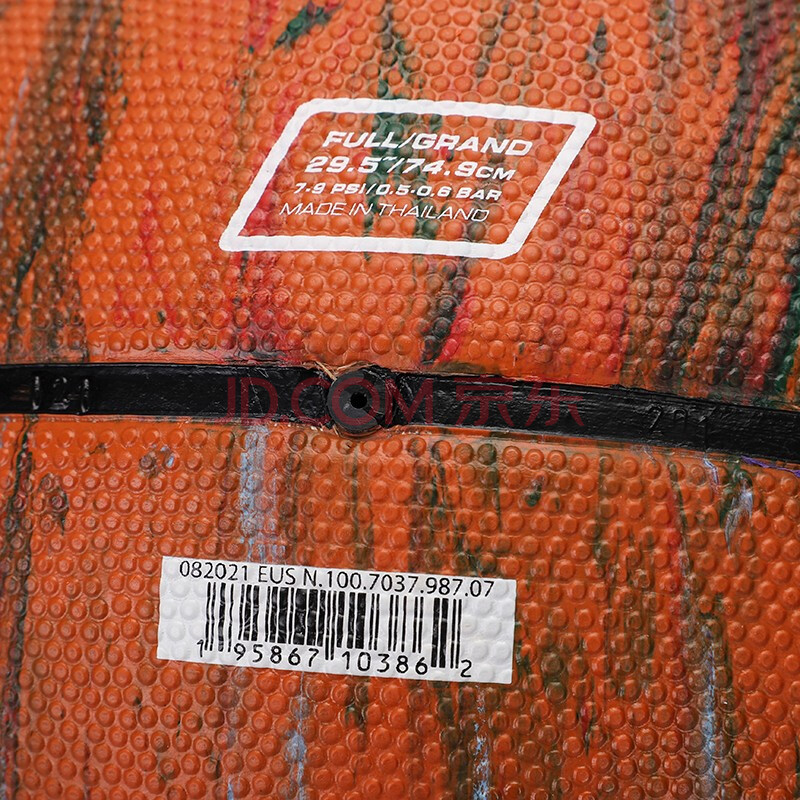 FULL/GRAND
29.5"/74.9CM
7-9 PSI/0.5-0.6 BAR
MADE IN THAILAND
121
JD.COM 京东
082021 EUS N.100.7037.987.07
1 95867 10386 2